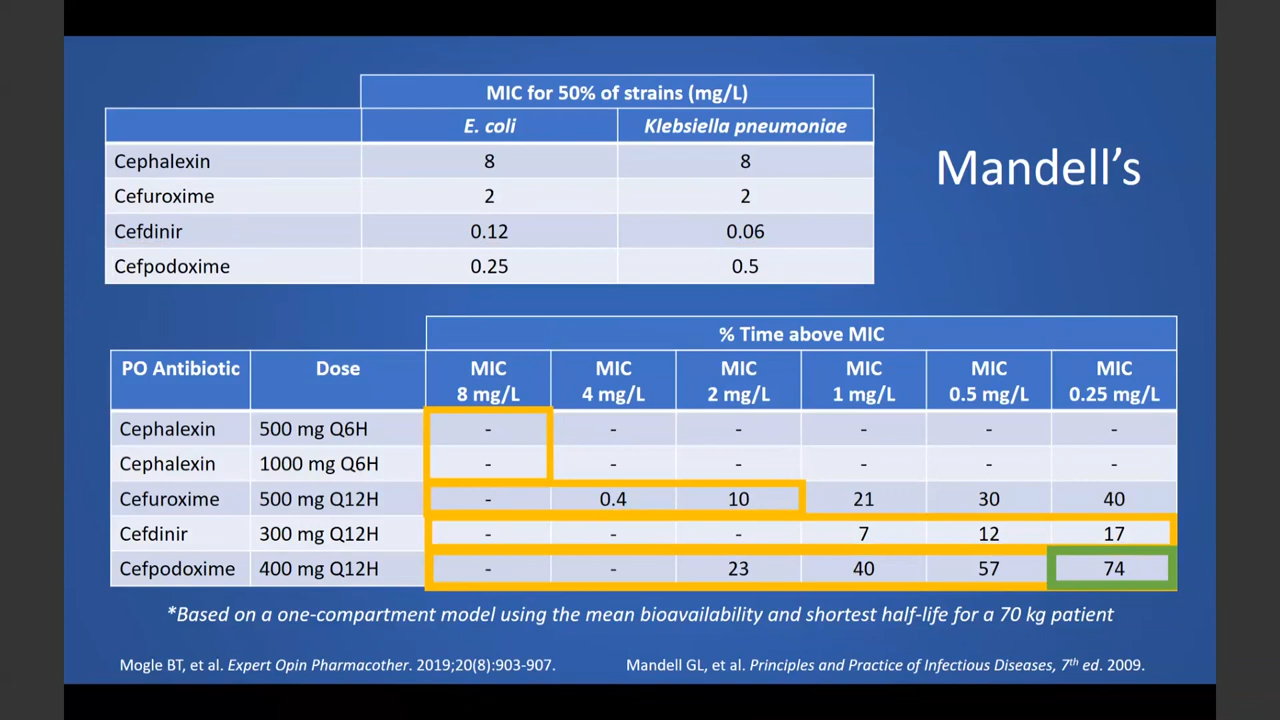 MIC for 50% of strains (mg/L)
E. coli Klebsiella pneumoniae
Cephalexin 8 8
Cefuroxime 2 2
Cefdinir 0.12 0.06
Cefpodoxime 0.25 0.5
Mandell's
% Time above MIC
PO Antibiotic Dose MIC MIC MIC MIC MIC MIC
8 mg/L 4 mg/L 2 mg/L 1 mg/L 0.5 mg/L 0.25 mg/L
Cephalexin 500 mg Q6H - - - - - -
Cephalexin 1000 mg Q6H - - - - - -
Cefuroxime 500 mg Q12H - 0.4 10 21 30 40
Cefdinir 300 mg Q12H - - - 7 12 17
Cefpodoxime 400 mg Q12H - - 23 40 57 74
*Based on a one-compartment model using the mean bioavailability and shortest half-life for a 70 kg patient
Mogle BT, et al. Expert Opin Pharmacother. 2019;20(8):903-907. Mandell GL, et al. Principles and Practice of Infectious Diseases, 7th ed. 2009.